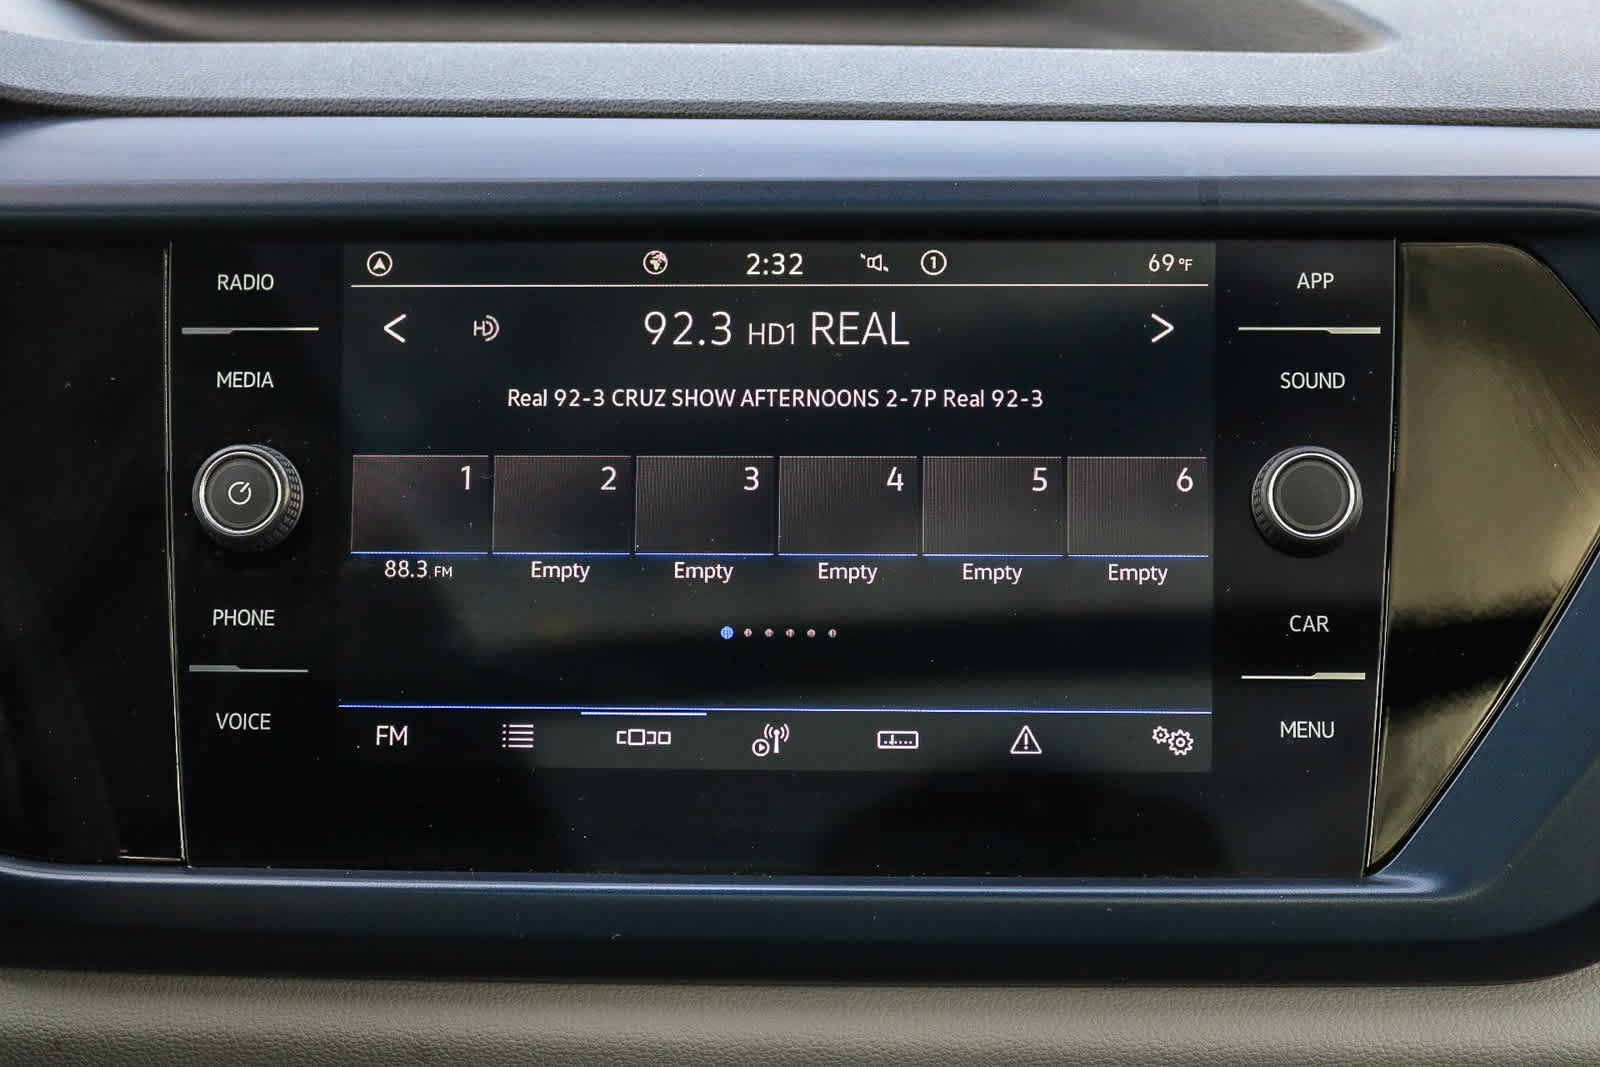 RADIO
MEDIA
PHONE
VOICE
2:32
1
69 °F
< HD 92.3 HD1 REAL >
Real 92-3 CRUZ SHOW AFTERNOONS 2-7P Real 92-3
1 2 3 4 5 6
88.3 FM Empty Empty Empty Empty Empty
FM
APP
SOUND
CAR
MENU